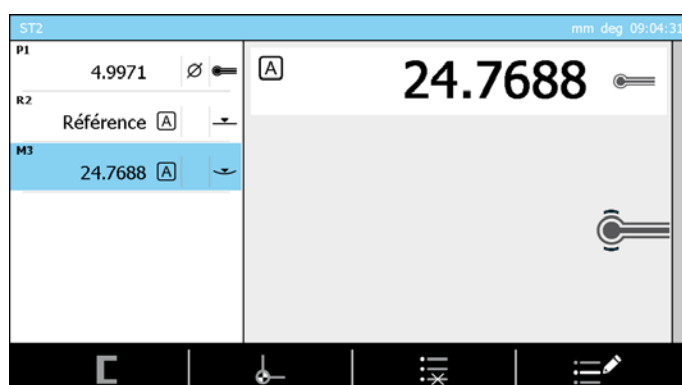 ST2 mm deg 09:04:31
P1
4.9971 Ø
R2
Référence A
M3
24.7688 A
A 24.7688